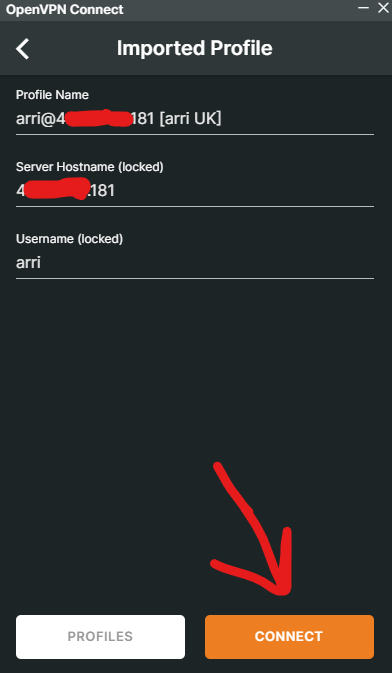 OpenVPN Connect
Imported Profile
Profile Name
arri@4 181 [arri UK]
Server Hostname (locked)
4 .181
Username (locked)
arri
PROFILES
CONNECT